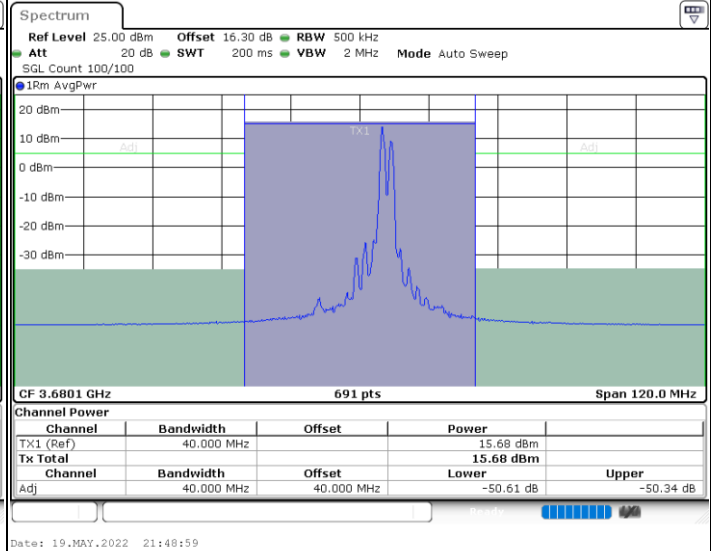 Spectrum
Ref Level 25.00 dBm Offset 16.30 dB RBW 500 kHz
Att 20 dB SWT 200 ms VBW 2 MHz Mode Auto Sweep
SGL Count 100/100
1Rm AvgPwr
20 dBm
TX1
10 dBm
Adj Adj
0 dBm
-10 dBm
-20 dBm
-30 dBm
CF 3.6801 GHz 691 pts Span 120.0 MHz
Channel Power
Channel Bandwidth Offset Power
TX1 (Ref) 40.000 MHz 15.68 dBm
Tx Total 15.68 dBm
Channel Bandwidth Offset Lower Upper
Adj 40.000 MHz 40.000 MHz -50.61 dB -50.34 dB
Ready
Date: 19.MAY.2022 21:48:59